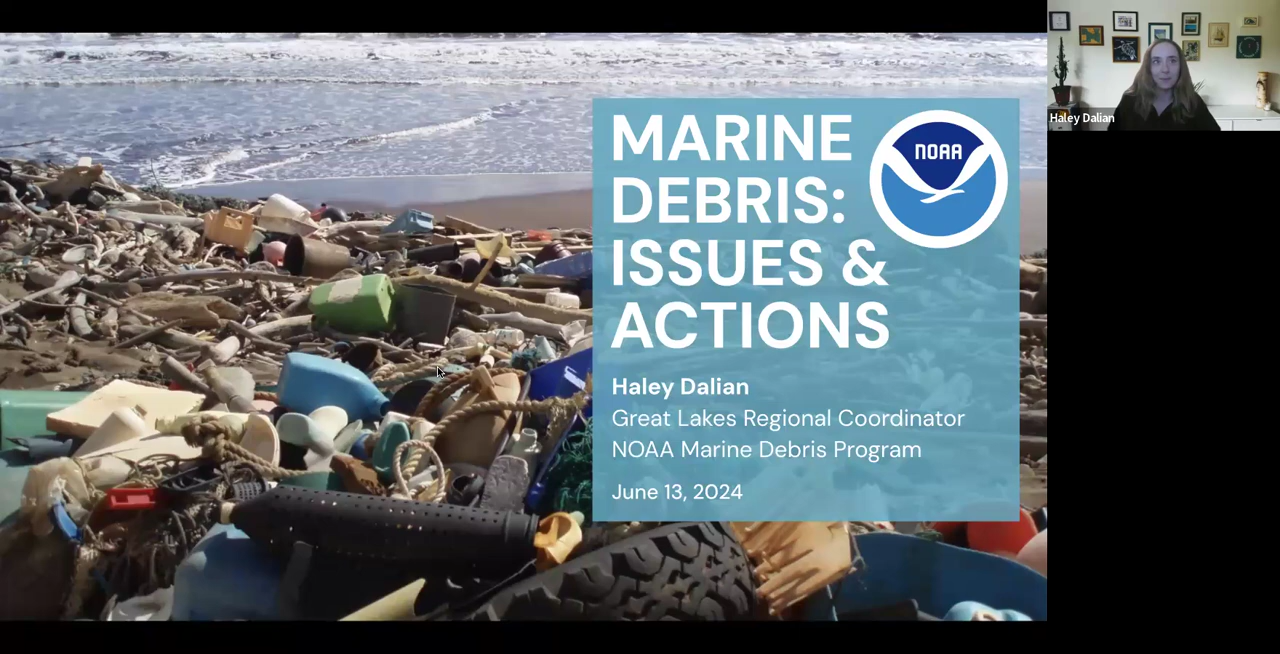 MARINE
DEBRIS:
ISSUES &
ACTIONS
NOAA
Haley Dalian
Great Lakes Regional Coordinator
NOAA Marine Debris Program
June 13, 2024
Haley Dalian